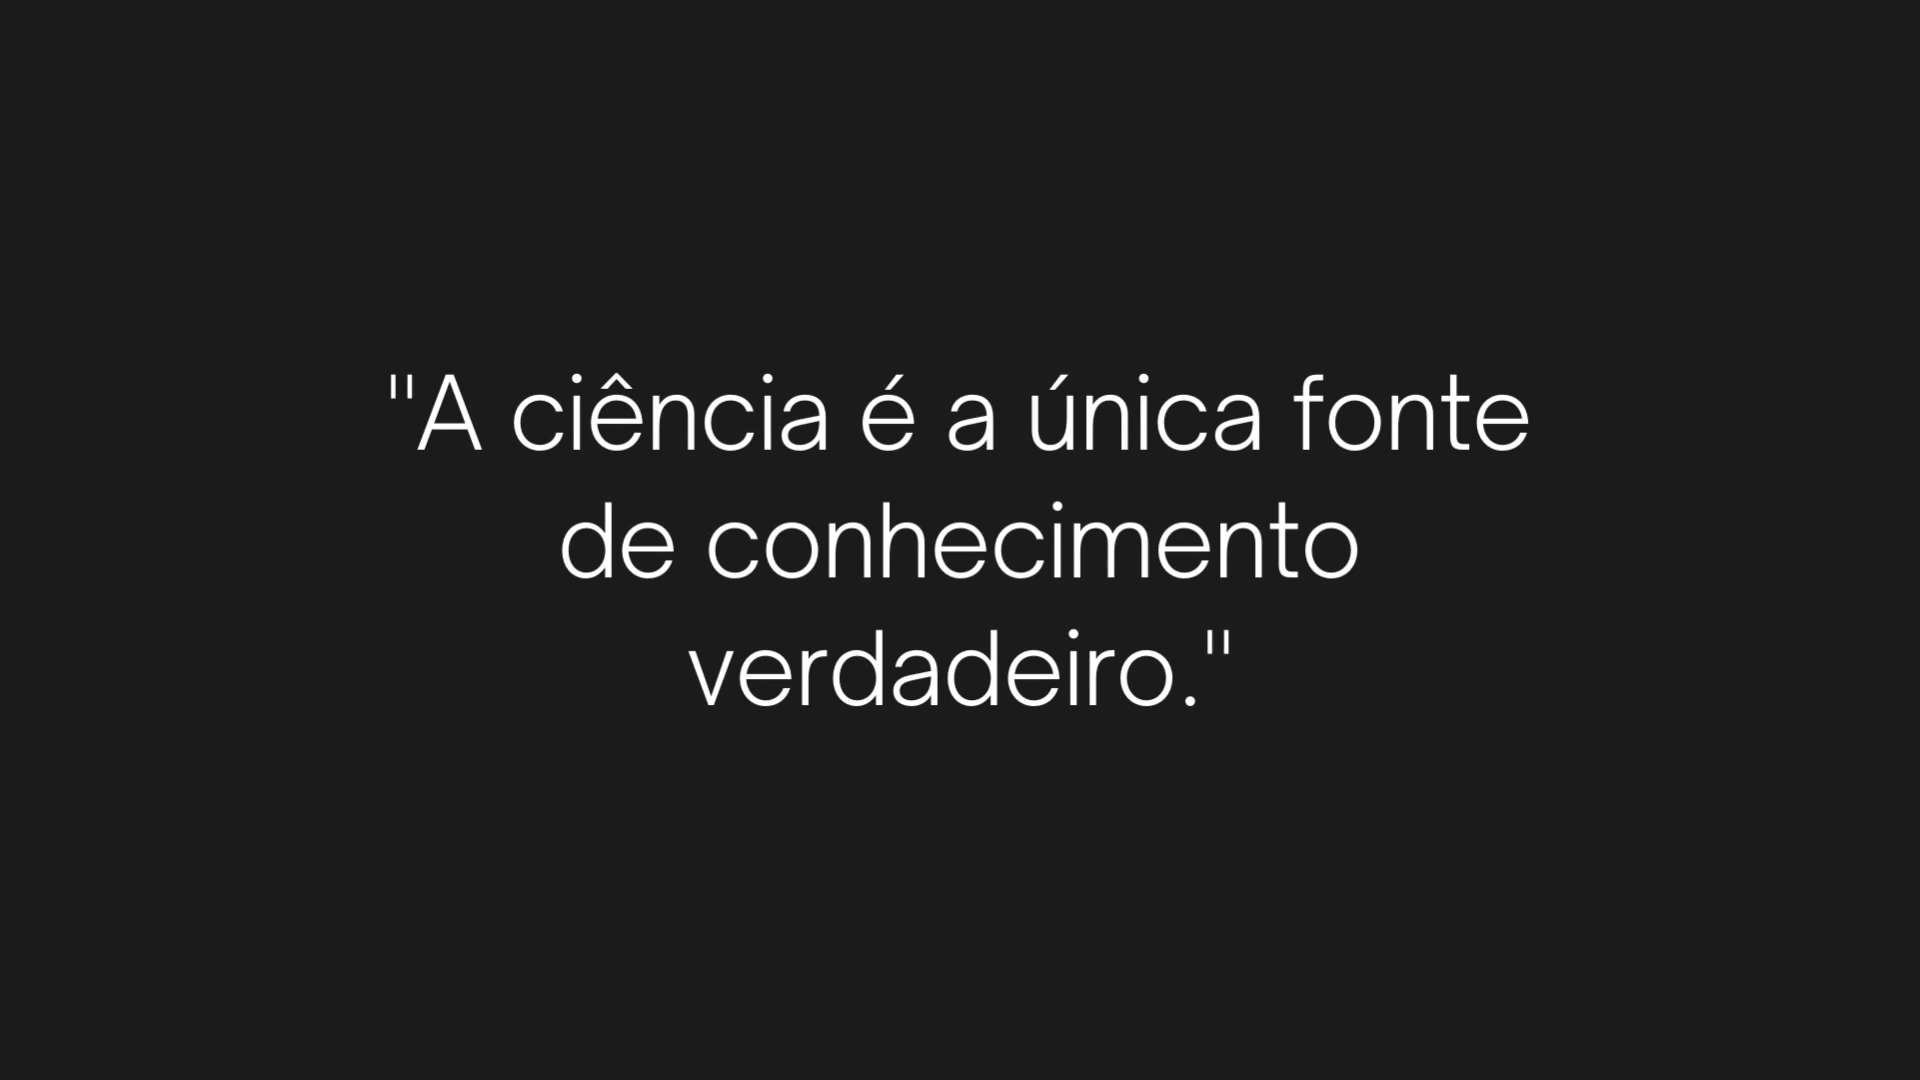 "A ciência é a única fonte
de conhecimento
verdadeiro."